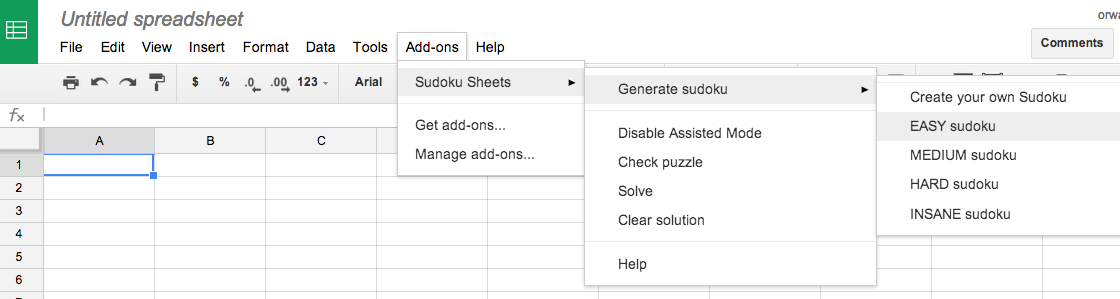 Untitled spreadsheet
orwa
File Edit View Insert Format Data Tools Add-ons Help
Comments
$ % .0 .00 123 Arial
fx
A B C
1
2
3
4
5
6
Sudoku Sheets
Get add-ons...
Manage add-ons...
Generate sudoku
Disable Assisted Mode
Check puzzle
Solve
Clear solution
Help
Create your own Sudoku
EASY sudoku
MEDIUM sudoku
HARD sudoku
INSANE sudoku